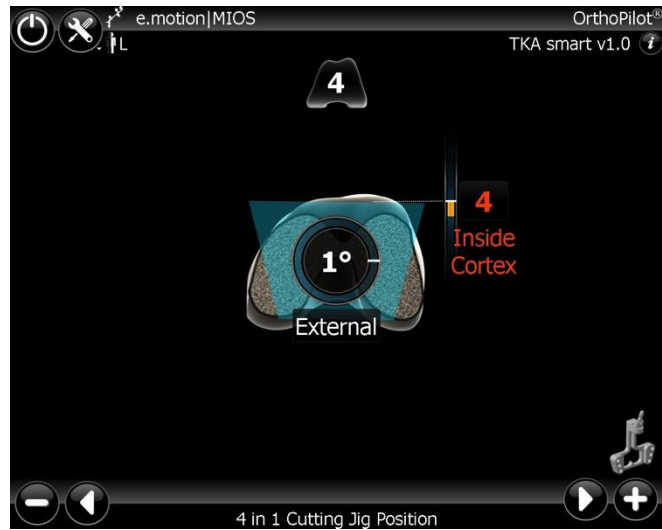 e.motion|MIOS
OrthoPilot®
L
TKA smart v1.0
i
4
4
Inside
Cortex
1°
External
4 in 1 Cutting Jig Position